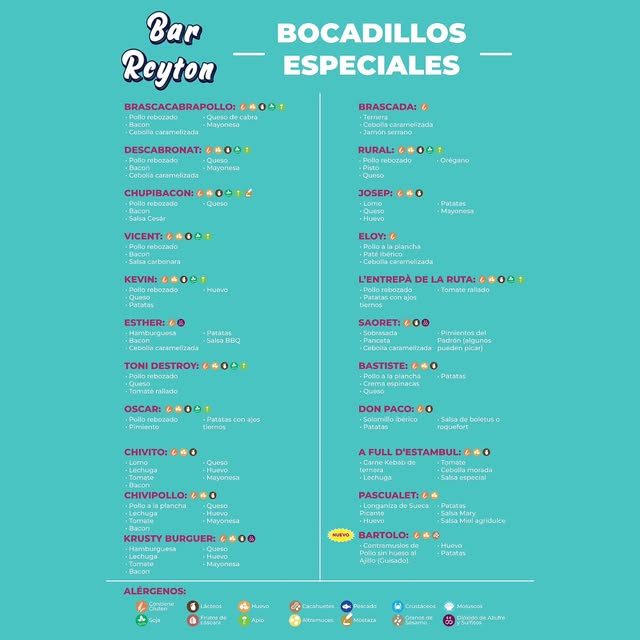 Bar
Reyton
BOCADILLOS
ESPECIALES
BRASCACABRAPOLLO:
• Pollo rebozado • Queso de cabra
• Bacon • Mayonesa
• Cebolla caramelizada
DESCABRONAT:
• Pollo rebozado • Queso
• Bacon • Mayonesa
• Cebolla caramelizada
CHUPIBACON:
• Pollo rebozado • Queso
• Bacon
• Salsa Cesár
VICENT:
• Pollo rebozado
• Bacon
• Salsa carbonara
KEVIN:
• Pollo rebozado • Huevo
• Queso
• Patatas
ESTHER:
• Hamburguesa • Patatas
• Bacon • Salsa BBQ
• Cebolla caramelizada
TONI DESTROY:
• Pollo rebozado
• Queso
• Tomate rallado
OSCAR:
• Pollo rebozado • Patatas con ajos
• Pimiento tiernos
CHIVITO:
• Lomo • Queso
• Lechuga • Huevo
• Tomate • Mayonesa
• Bacon
CHIVIPOLLO:
• Pollo a la plancha • Queso
• Lechuga • Huevo
• Tomate • Mayonesa
• Bacon
KRUSTY BURGUER:
• Hamburguesa • Queso
• Lechuga • Huevo
• Tomate • Mayonesa
• Bacon
BRASCADA:
• Ternera
• Cebolla caramelizada
• Jamón serrano
RURAL:
• Pollo rebozado • Orégano
• Pisto
• Queso
JOSEP:
• Lomo • Patatas
• Queso • Mayonesa
• Huevo
ELOY:
• Pollo a la plancha
• Paté ibérico
• Cebolla caramelizada
L'ENTREPÀ DE LA RUTA:
• Pollo rebozado • Tomate rallado
• Patatas con ajos
tiernos
SAORET:
• Sobrasada • Pimientos del
• Panceta Padrón (algunos
• Cebolla caramelizada pueden picar)
BASTISTE:
• Pollo a la plancha • Patatas
• Crema espinacas
• Queso
DON PACO:
• Solomillo ibérico • Salsa de boletus o
• Patatas roquefort
A FULL D'ESTAMBUL:
• Carne Kebab de • Tomate
ternera • Cebolla morada
• Lechuga • Salsa especial
PASCUALET:
• Longaniza de Sueca • Patatas
Picante • Salsa Mary
• Huevo • Salsa Miel agridulce
NUEVO
BARTOLO:
• Contramuslos de • Huevo
Pollo sin hueso al • Patatas
Ajillo (Guisado)
ALÉRGENOS:
Contiene Gluten Lácteos Huevo Cacahuetes Pescado Crustáceos Moluscos
Soja Frutos de cáscara Apio Altramuces Mostaza Granos de Sésamo Dióxido de Azufre y Sulfitos